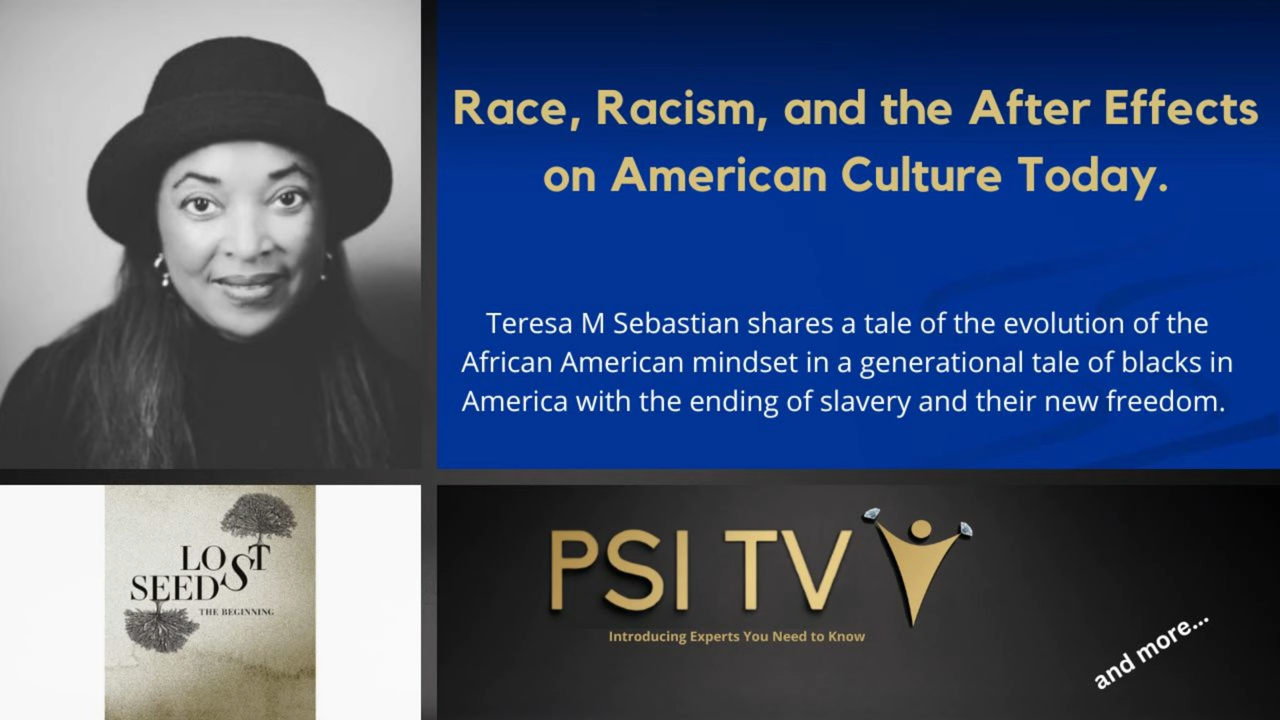 Race, Racism, and the After Effects
on American Culture Today.
Teresa M Sebastian shares a tale of the evolution of the
African American mindset in a generational tale of blacks in
America with the ending of slavery and their new freedom.
LOST
SEEDS
THE BEGINNING
PSI TV
Introducing Experts You Need to Know
and more...